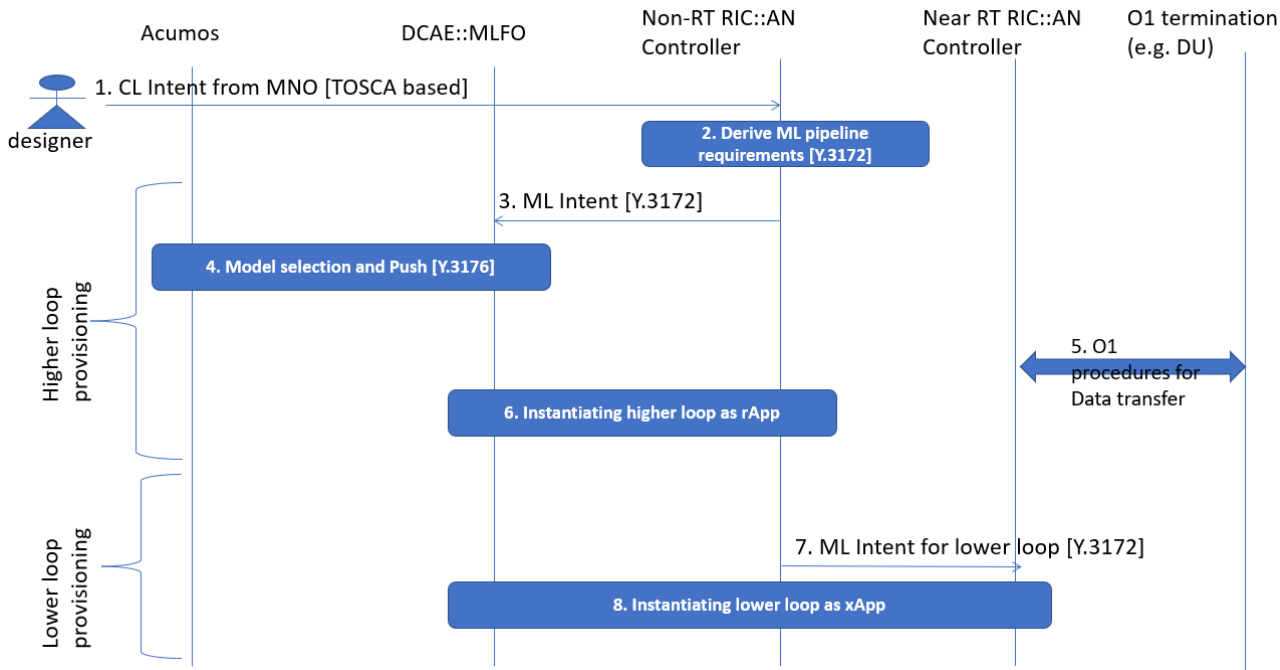 Acumos
DCAE::MLFO
Non-RT RIC::AN
Controller
Near RT RIC::AN
Controller
O1 termination
(e.g. DU)
designer
1. CL Intent from MNO [TOSCA based]
2. Derive ML pipeline
requirements [Y.3172]
3. ML Intent [Y.3172]
4. Model selection and Push [Y.3176]
Higher loop
provisioning
5. O1
procedures for
Data transfer
6. Instantiating higher loop as rApp
7. ML Intent for lower loop [Y.3172]
8. Instantiating lower loop as xApp
Lower loop
provisioning